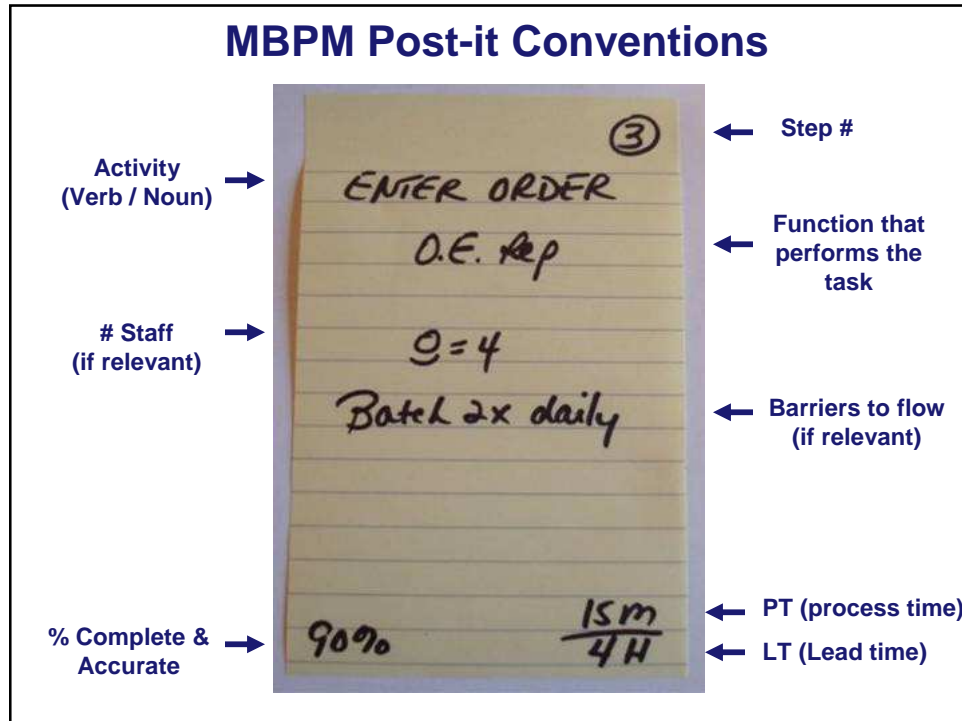 MBPM Post-it Conventions
③
Step #
Activity
(Verb / Noun)
ENTER ORDER
O.E. Rep
Function that
performs the
task
# Staff
(if relevant)
O = 4
Batch 2x daily
Barriers to flow
(if relevant)
% Complete &
Accurate
90%
15m
4H
PT (process time)
LT (Lead time)